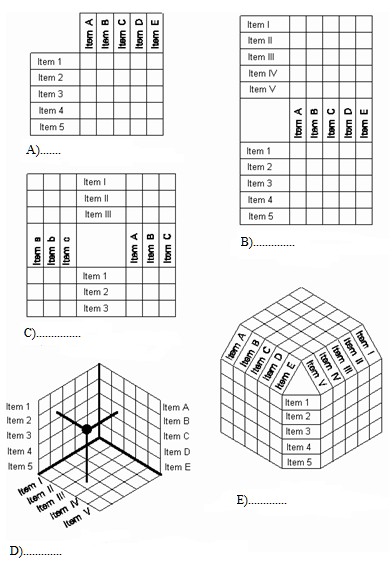 Item A
Item B
Item C
Item D
Item E
Item 1
Item 2
Item 3
Item 4
Item 5
A).......
Item I
Item II
Item III
Item IV
Item V
Item A
Item B
Item C
Item D
Item E
Item 1
Item 2
Item 3
Item 4
Item 5
B)..............
Item I
Item II
Item III
Item a
Item b
Item c
Item A
Item B
Item C
Item 1
Item 2
Item 3
C)...............
Item 1
Item 2
Item 3
Item 4
Item 5
Item A
Item B
Item C
Item D
Item E
Item I
Item II
Item III
Item IV
Item V
D).............
Item A
Item B
Item C
Item D
Item E
Item V
Item IV
Item III
Item II
Item I
Item 1
Item 2
Item 3
Item 4
Item 5
E).............